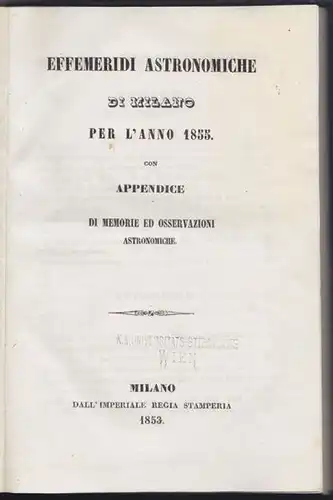 EFFEMERIDI ASTRONOMICHE
DI MILANO
PER L'ANNO 1855.
CON
APPENDICE
DI MEMORIE ED OSSERVAZIONI
ASTRONOMICHE.
WIEN
MILANO
DALL'IMPERIALE REGIA STAMPERIA
1853.